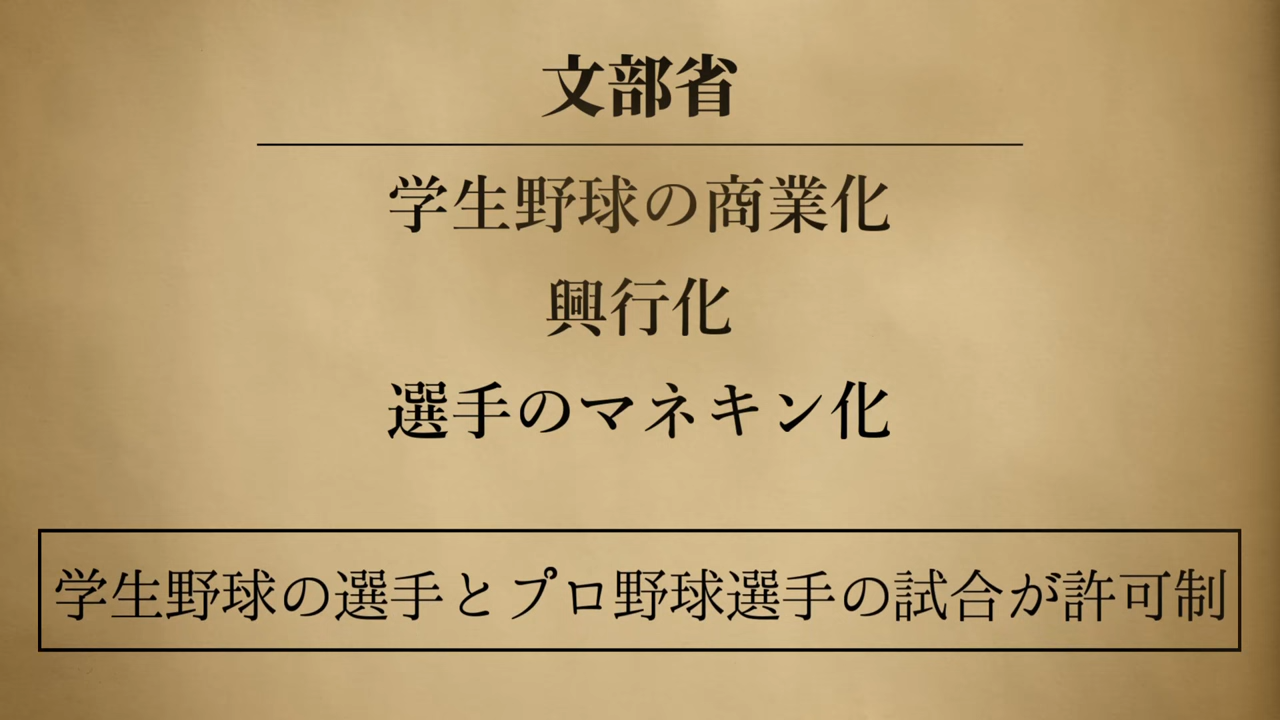 文部省
学生野球の商業化
興行化
選手のマネキン化
学生野球の選手とプロ野球選手の試合が許可制